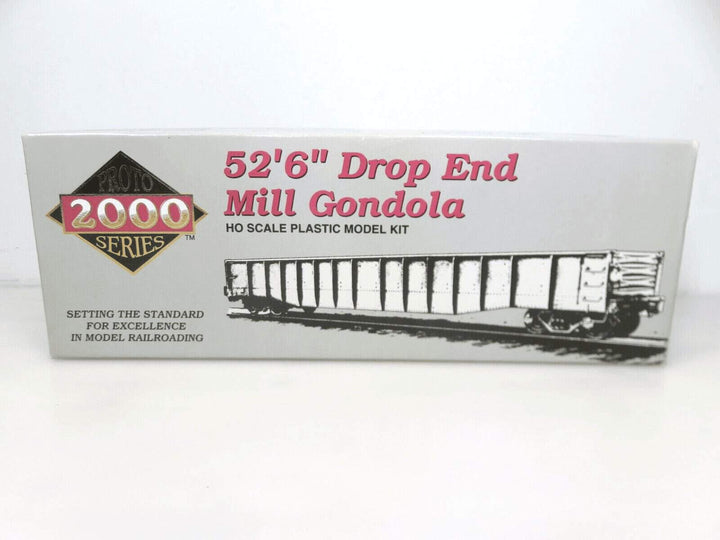 PROTO
2000
SERIES
™
SETTING THE STANDARD
FOR EXCELLENCE
IN MODEL RAILROADING
52'6" Drop End
Mill Gondola
HO SCALE PLASTIC MODEL KIT